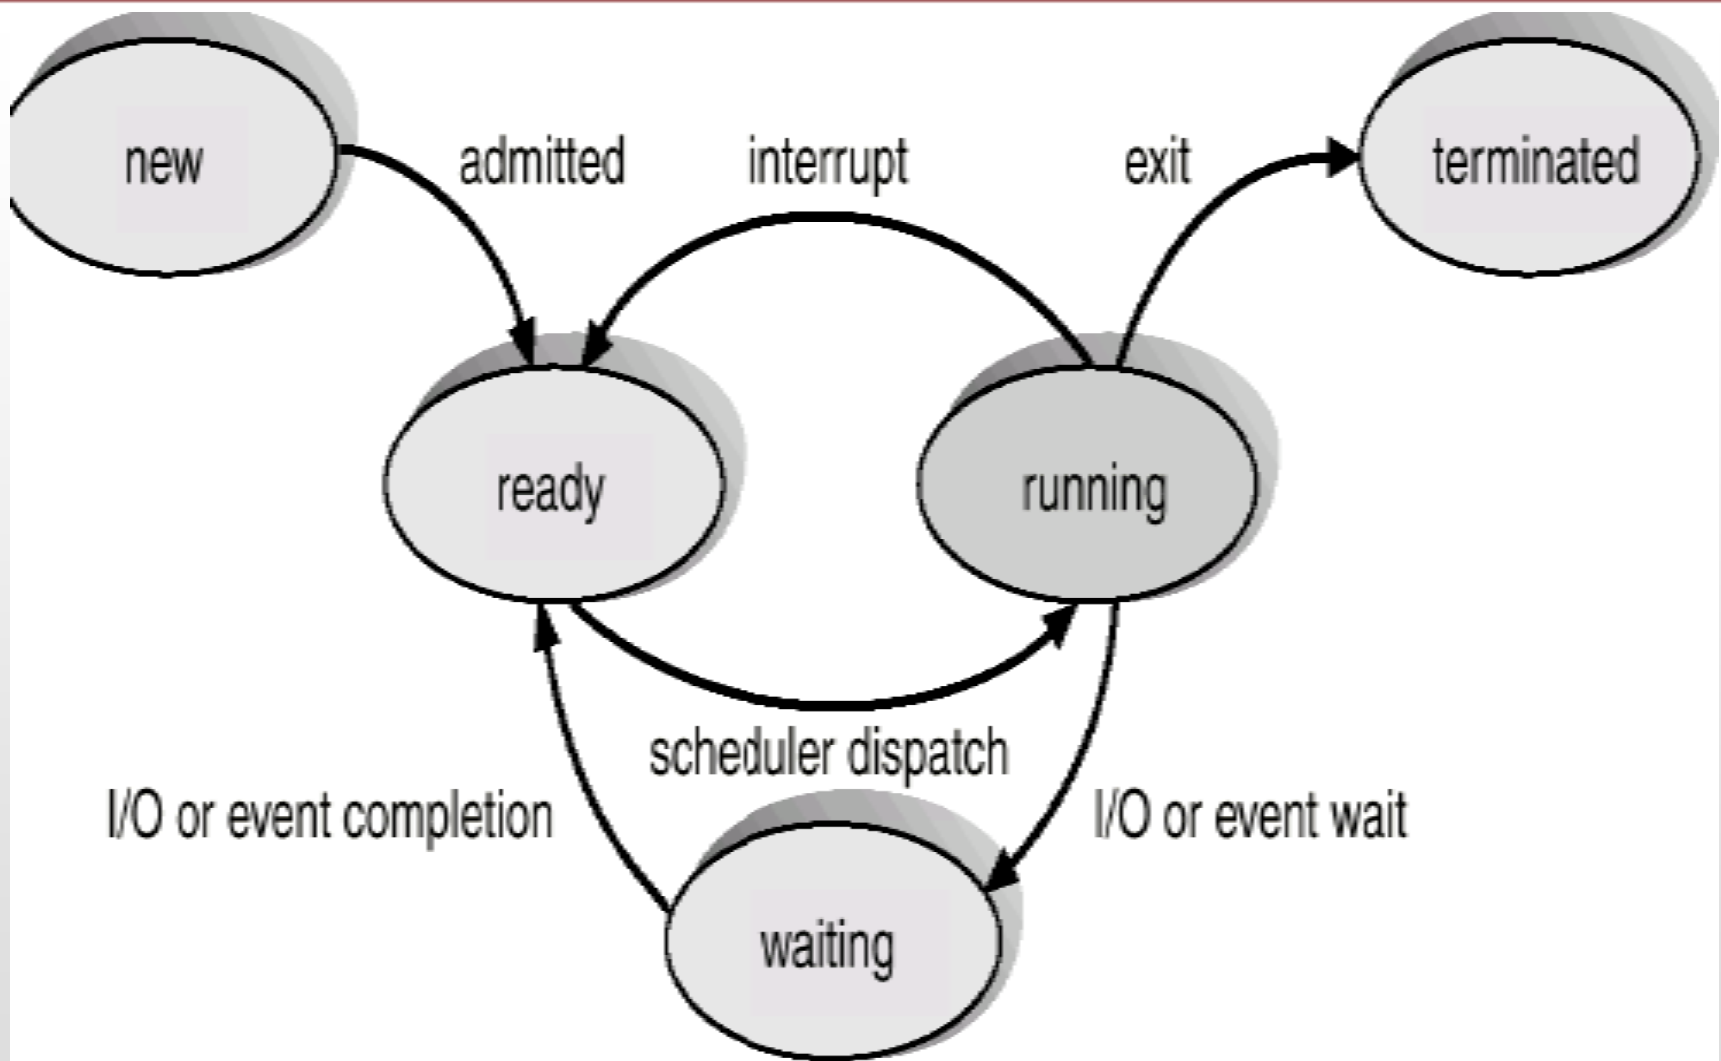 new
admitted
interrupt
exit
terminated
ready
running
scheduler dispatch
I/O or event completion
I/O or event wait
waiting